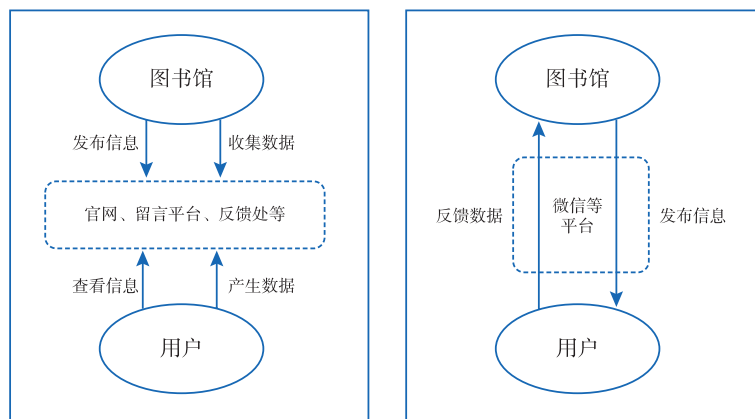 图书馆
发布信息
收集数据
官网、留言平台、反馈处等
查看信息
产生数据
用户
图书馆
反馈数据
微信等
平台
发布信息
用户